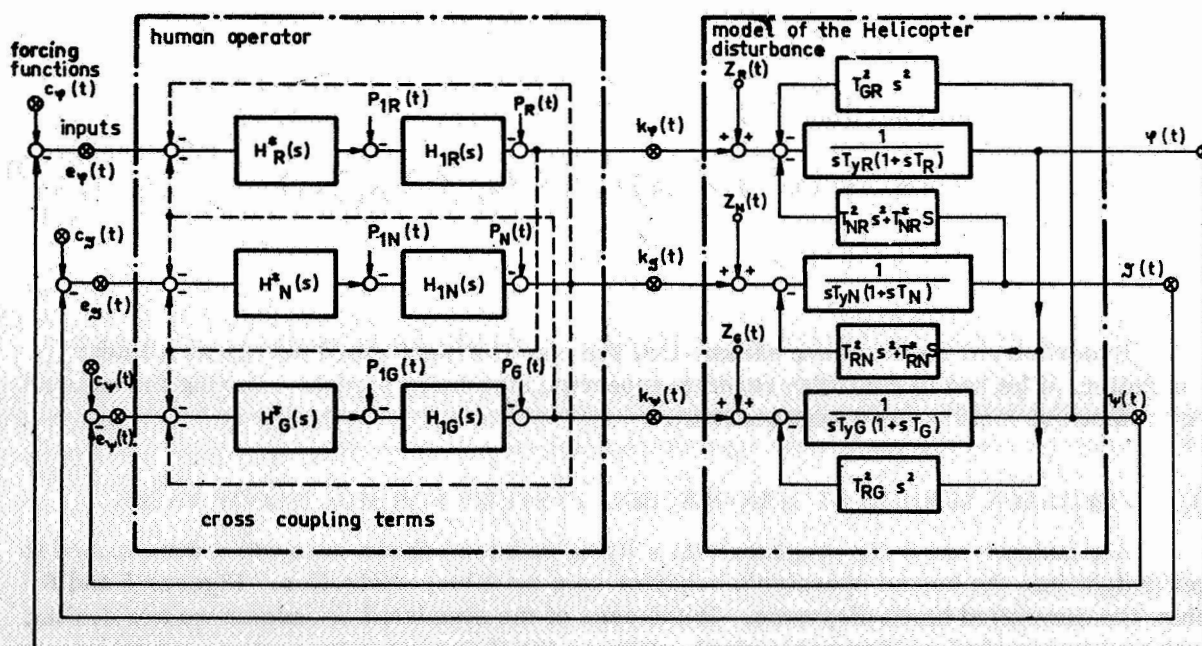 human operator
model of the Helicopter
disturbance
forcing
functions
c_φ(t)
Z_R(t)
T²_GR s²
inputs
P_1R(t)
P_R(t)
k_φ(t)
φ(t)
H*_R(s)
H_1R(s)
1
sT_yR(1+sT_R)
e_φ(t)
Z_N(t)
T²_NR s²+T*_NR S
c_ϑ(t)
P_1N(t)
P_N(t)
k_ϑ(t)
ϑ(t)
H*_N(s)
H_1N(s)
1
sT_yN(1+sT_N)
e_ϑ(t)
Z_G(t)
T²_RN s²+T*_RN S
c_ψ(t)
P_1G(t)
P_G(t)
k_ψ(t)
ψ(t)
H*_G(s)
H_1G(s)
1
sT_yG(1+sT_G)
e_ψ(t)
T²_RG s²
cross coupling terms